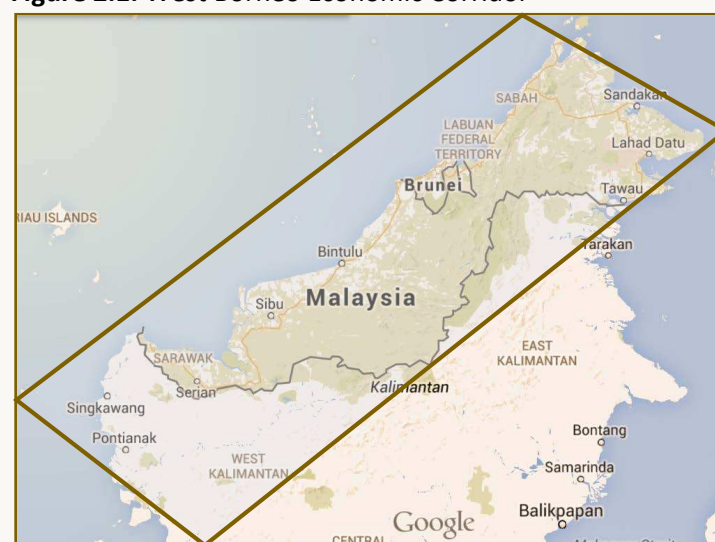 Figure 2.2: West Borneo Economic Corridor
SABAH
Sandakan
LABUAN
FEDERAL
TERRITORY
Lahad Datu
Brunei
Tawau
RIAU ISLANDS
Tarakan
Bintulu
Malaysia
Sibu
EAST
KALIMANTAN
SARAWAK
Serian
Kalimantan
Singkawang
Pontianak
Bontang
WEST
KALIMANTAN
Samarinda
Balikpapan
Google
CENTRAL